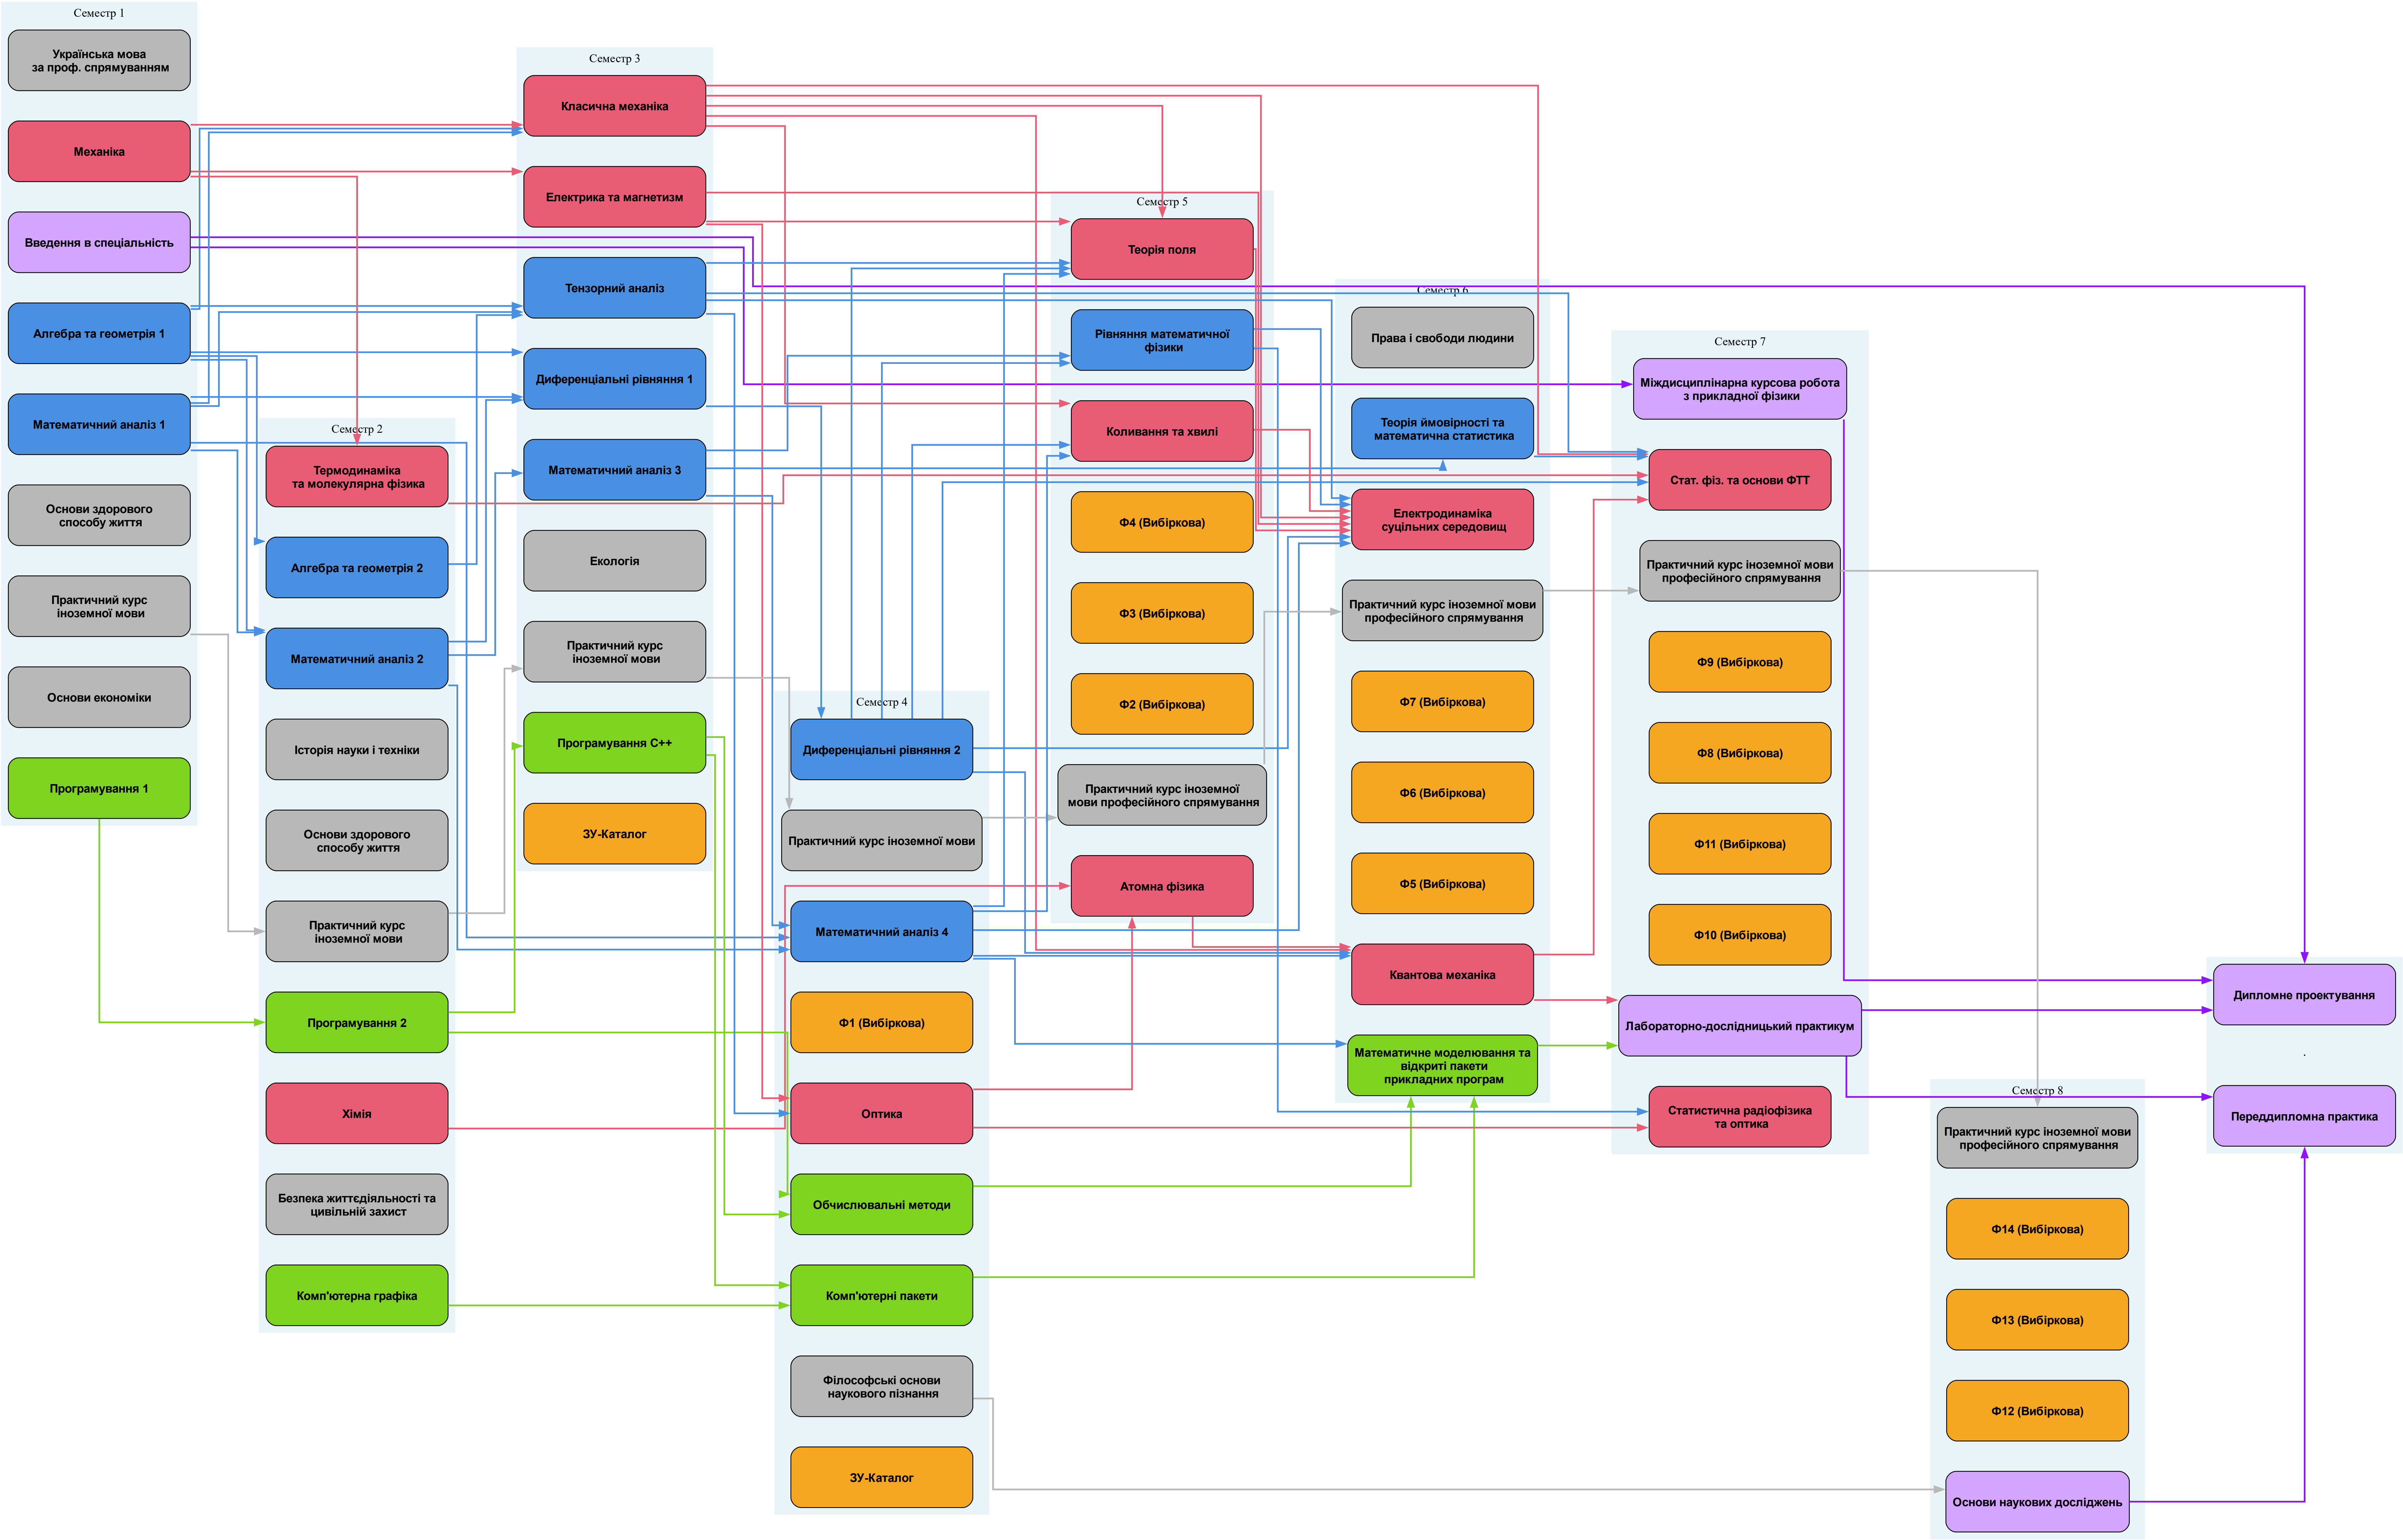 Семестр 1
Українська мова
за проф. спрямуванням
Механіка
Введення в спеціальність
Алгебра та геометрія 1
Математичний аналіз 1
Основи здорового
способу життя
Практичний курс
іноземної мови
Основи економіки
Програмування 1
Семестр 2
Термодинаміка
та молекулярна фізика
Алгебра та геометрія 2
Математичний аналіз 2
Історія науки і техніки
Основи здорового
способу життя
Практичний курс
іноземної мови
Програмування 2
Хімія
Безпека життєдіяльності та
цивільній захист
Комп'ютерна графіка
Семестр 3
Класична механіка
Електрика та магнетизм
Тензорний аналіз
Диференціальні рівняння 1
Математичний аналіз 3
Екологія
Практичний курс
іноземної мови
Програмування С++
ЗУ-Каталог
Семестр 4
Диференціальні рівняння 2
Практичний курс іноземної мови
Математичний аналіз 4
Ф1 (Вибіркова)
Оптика
Обчислювальні методи
Комп'ютерні пакети
Філософські основи
наукового пізнання
ЗУ-Каталог
Семестр 5
Теорія поля
Рівняння математичної
фізики
Коливання та хвилі
Ф4 (Вибіркова)
Ф3 (Вибіркова)
Ф2 (Вибіркова)
Практичний курс іноземної
мови професійного спрямування
Атомна фізика
Семестр 6
Права і свободи людини
Теорія ймовірності та
математична статистика
Електродинаміка
суцільних середовищ
Практичний курс іноземної мови
професійного спрямування
Ф7 (Вибіркова)
Ф6 (Вибіркова)
Ф5 (Вибіркова)
Квантова механіка
Математичне моделювання та
відкриті пакети
прикладних програм
Семестр 7
Міждисциплінарна курсова робота
з прикладної фізики
Стат. фіз. та основи ФТТ
Практичний курс іноземної мови
професійного спрямування
Ф9 (Вибіркова)
Ф8 (Вибіркова)
Ф11 (Вибіркова)
Ф10 (Вибіркова)
Лабораторно-дослідницький практикум
Статистична радіофізика
та оптика
Семестр 8
Практичний курс іноземної мови
професійного спрямування
Ф14 (Вибіркова)
Ф13 (Вибіркова)
Ф12 (Вибіркова)
Основи наукових досліджень
Дипломне проектування
.
Переддипломна практика